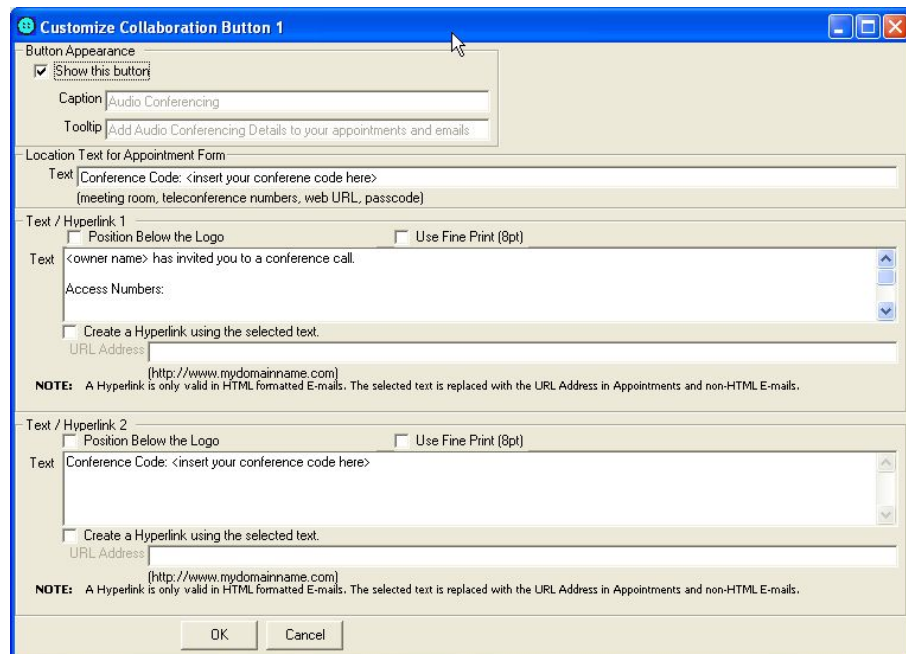 Customize Collaboration Button 1
Button Appearance
Show this button
Caption Audio Conferencing
Tooltip Add Audio Conferencing Details to your appointments and emails
Location Text for Appointment Form
Text Conference Code: <insert your conferene code here>
(meeting room, teleconference numbers, web URL, passcode)
Text / Hyperlink 1
Position Below the Logo Use Fine Print (8pt)
Text <owner name> has invited you to a conference call.
Access Numbers:
Create a Hyperlink using the selected text.
URL Address
(http://www.mydomainname.com)
NOTE: A Hyperlink is only valid in HTML formatted E-mails. The selected text is replaced with the URL Address in Appointments and non-HTML E-mails.
Text / Hyperlink 2
Position Below the Logo Use Fine Print (8pt)
Text Conference Code: <insert your conference code here>
Create a Hyperlink using the selected text.
URL Address
(http://www.mydomainname.com)
NOTE: A Hyperlink is only valid in HTML formatted E-mails. The selected text is replaced with the URL Address in Appointments and non-HTML E-mails.
OK Cancel